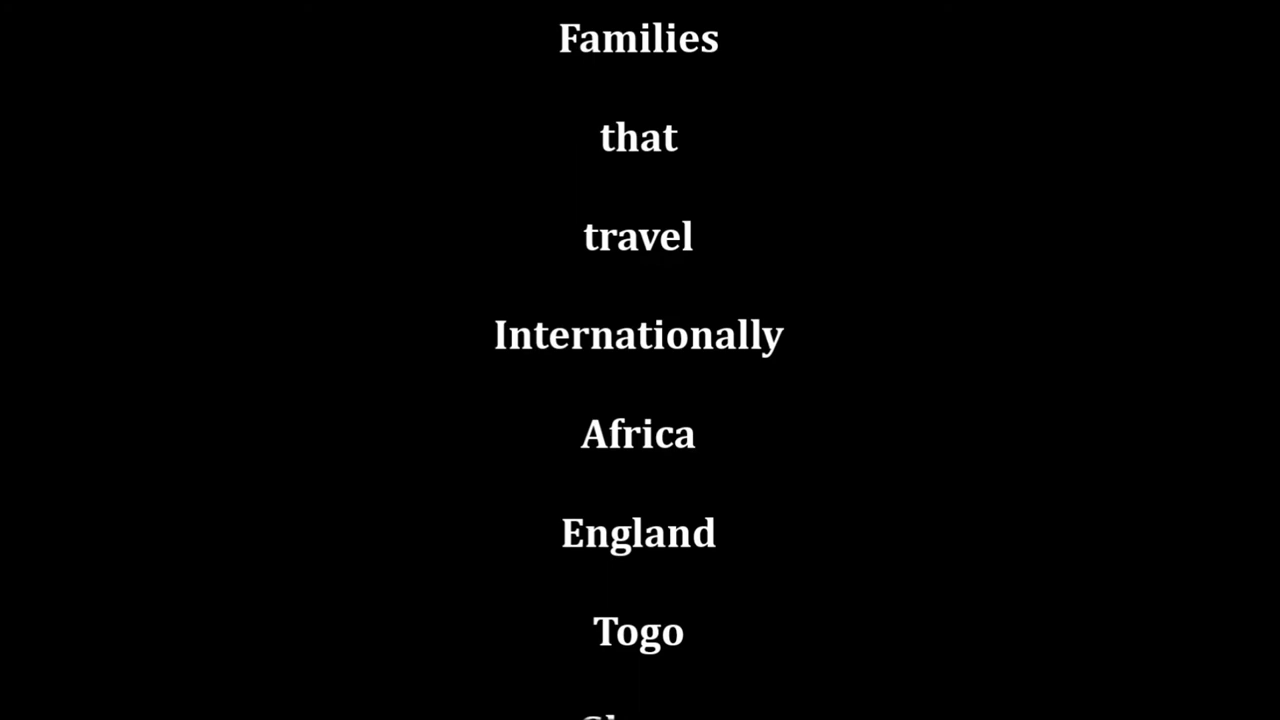 Families
that
travel
Internationally
Africa
England
Togo